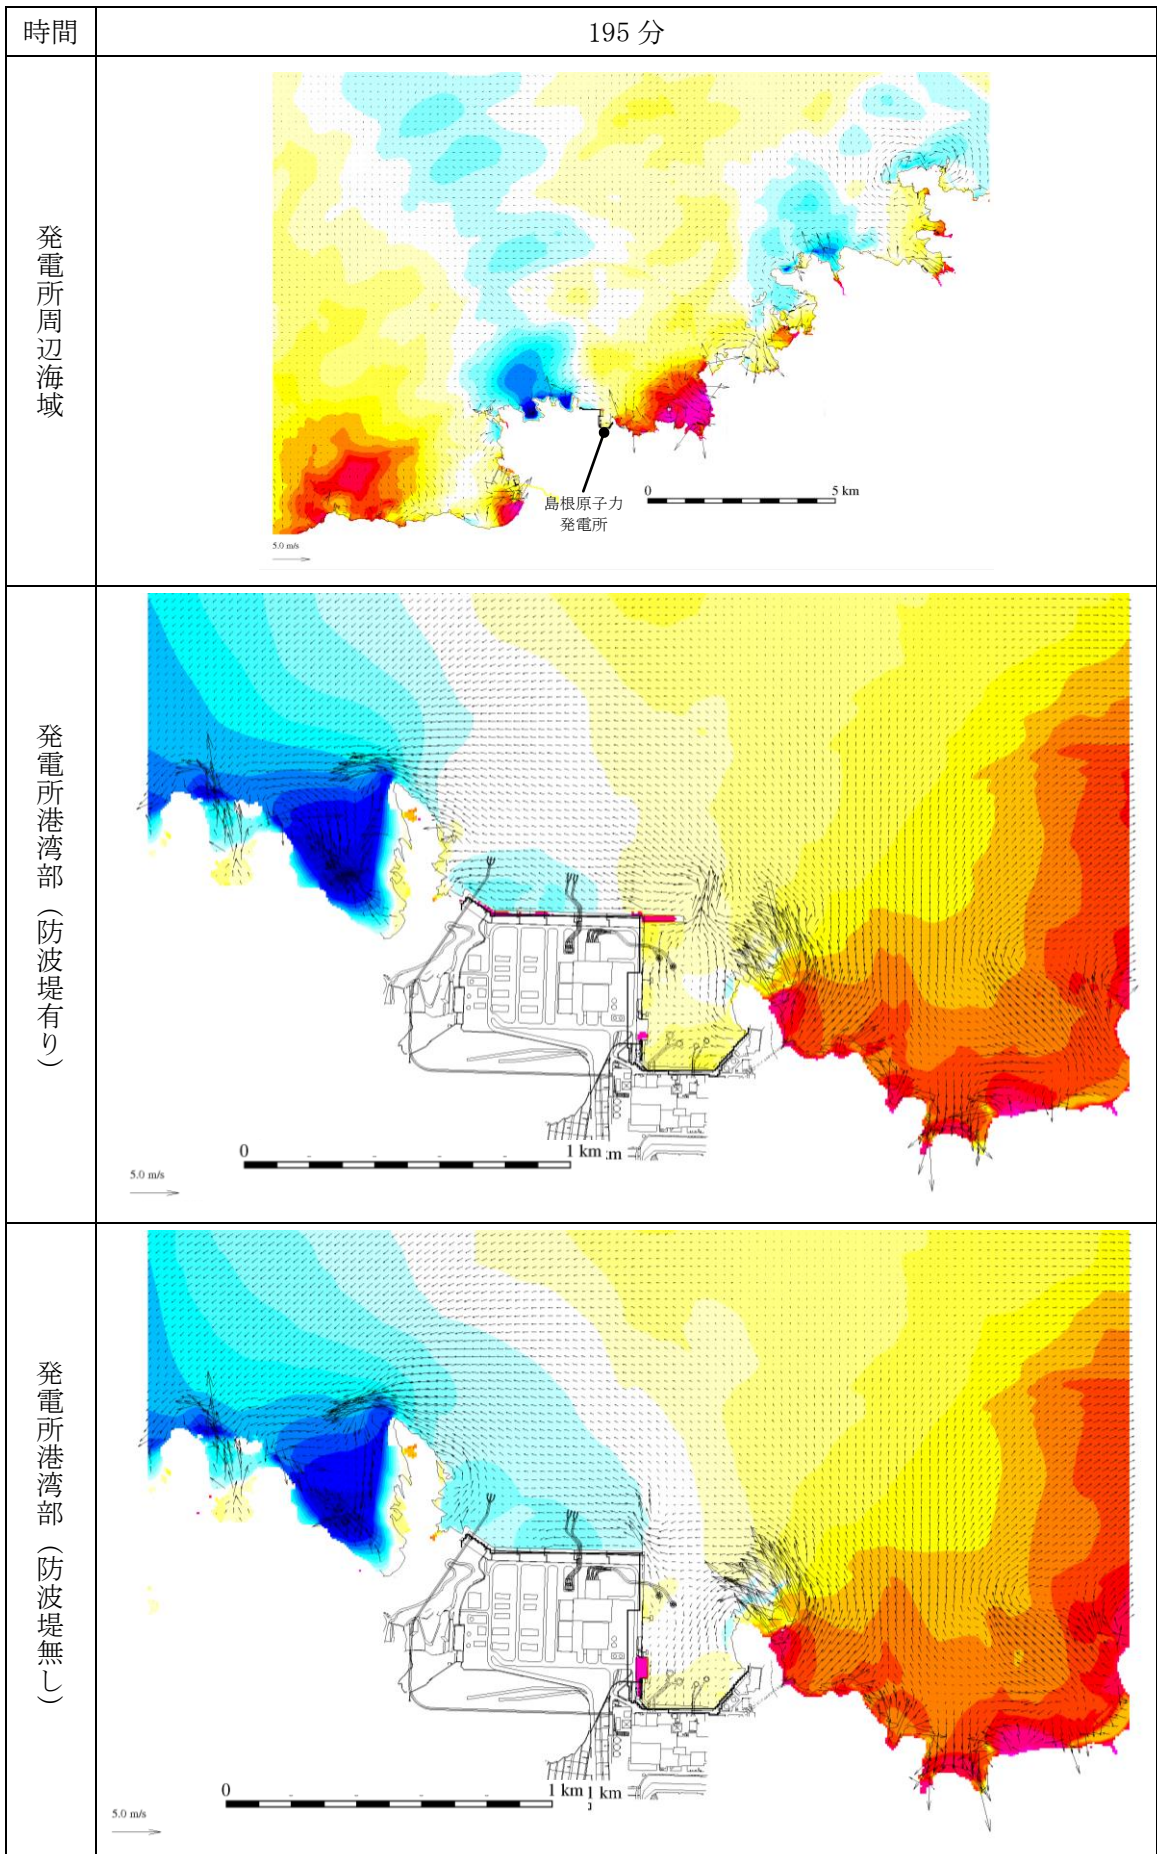 時間
195 分
発電所周辺海域
島根原子力
発電所
0
5 km
5.0 m/s
発電所港湾部（防波堤有り）
0
1 km
:m
5.0 m/s
発電所港湾部（防波堤無し）
0
1 km
1 km
5.0 m/s